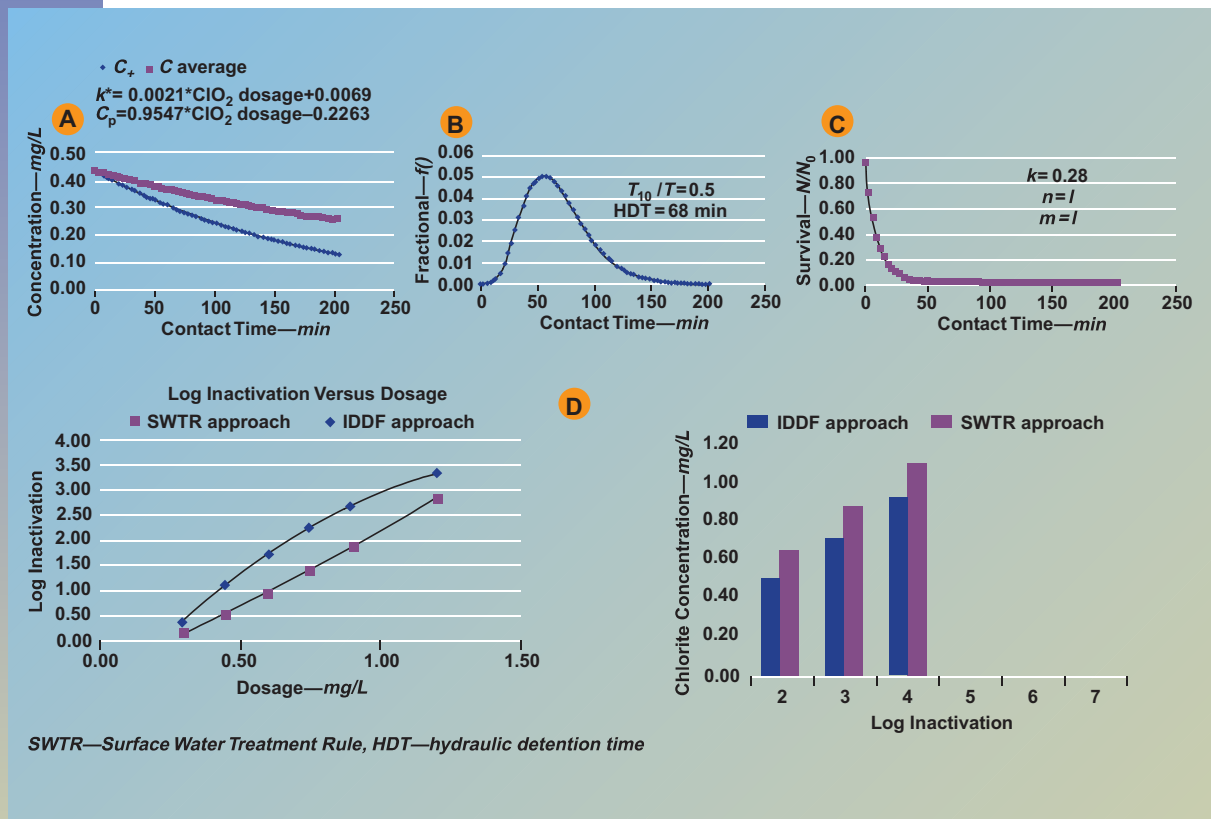 C+ C average
k*= 0.0021*ClO2 dosage+0.0069
Cp=0.9547*ClO2 dosage–0.2263
A
Concentration—mg/L
0.50
0.40
0.30
0.20
0.10
0.00
0 50 100 150 200 250
Contact Time—min
B
Fractional—f()
0.06
0.05
0.04
0.03
0.02
0.01
0.00
T10 /T=0.5
HDT=68 min
0 50 100 150 200 250
Contact Time—min
C
Survival—N/N0
1.00
0.80
0.60
0.40
0.20
0.00
k=0.28
n=l
m=l
0 50 100 150 200 250
Contact Time—min
D
Log Inactivation Versus Dosage
SWTR approach IDDF approach
Log Inactivation
4.00
3.50
3.00
2.50
2.00
1.50
1.00
0.50
0.00
0.00 0.50 1.00 1.50
Dosage—mg/L
IDDF approach SWTR approach
Chlorite Concentration—mg/L
1.20
1.00
0.80
0.60
0.40
0.20
0.00
2 3 4 5 6 7
Log Inactivation
SWTR—Surface Water Treatment Rule, HDT—hydraulic detention time